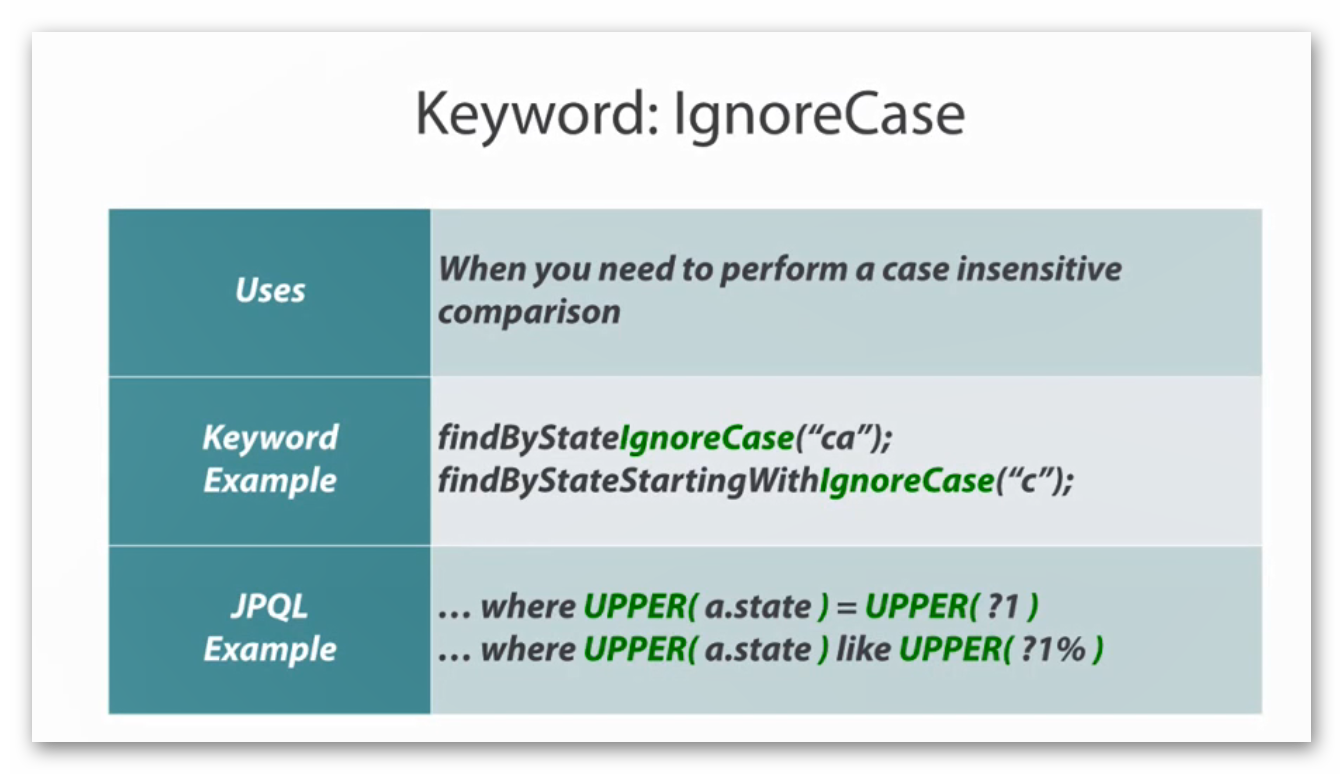 Keyword: IgnoreCase
Uses
When you need to perform a case insensitive
comparison
Keyword
Example
findByStateIgnoreCase(“ca”);
findByStateStartingWithIgnoreCase(“c”);
JPQL
Example
… where UPPER( a.state ) = UPPER( ?1 )
… where UPPER( a.state ) like UPPER( ?1% )